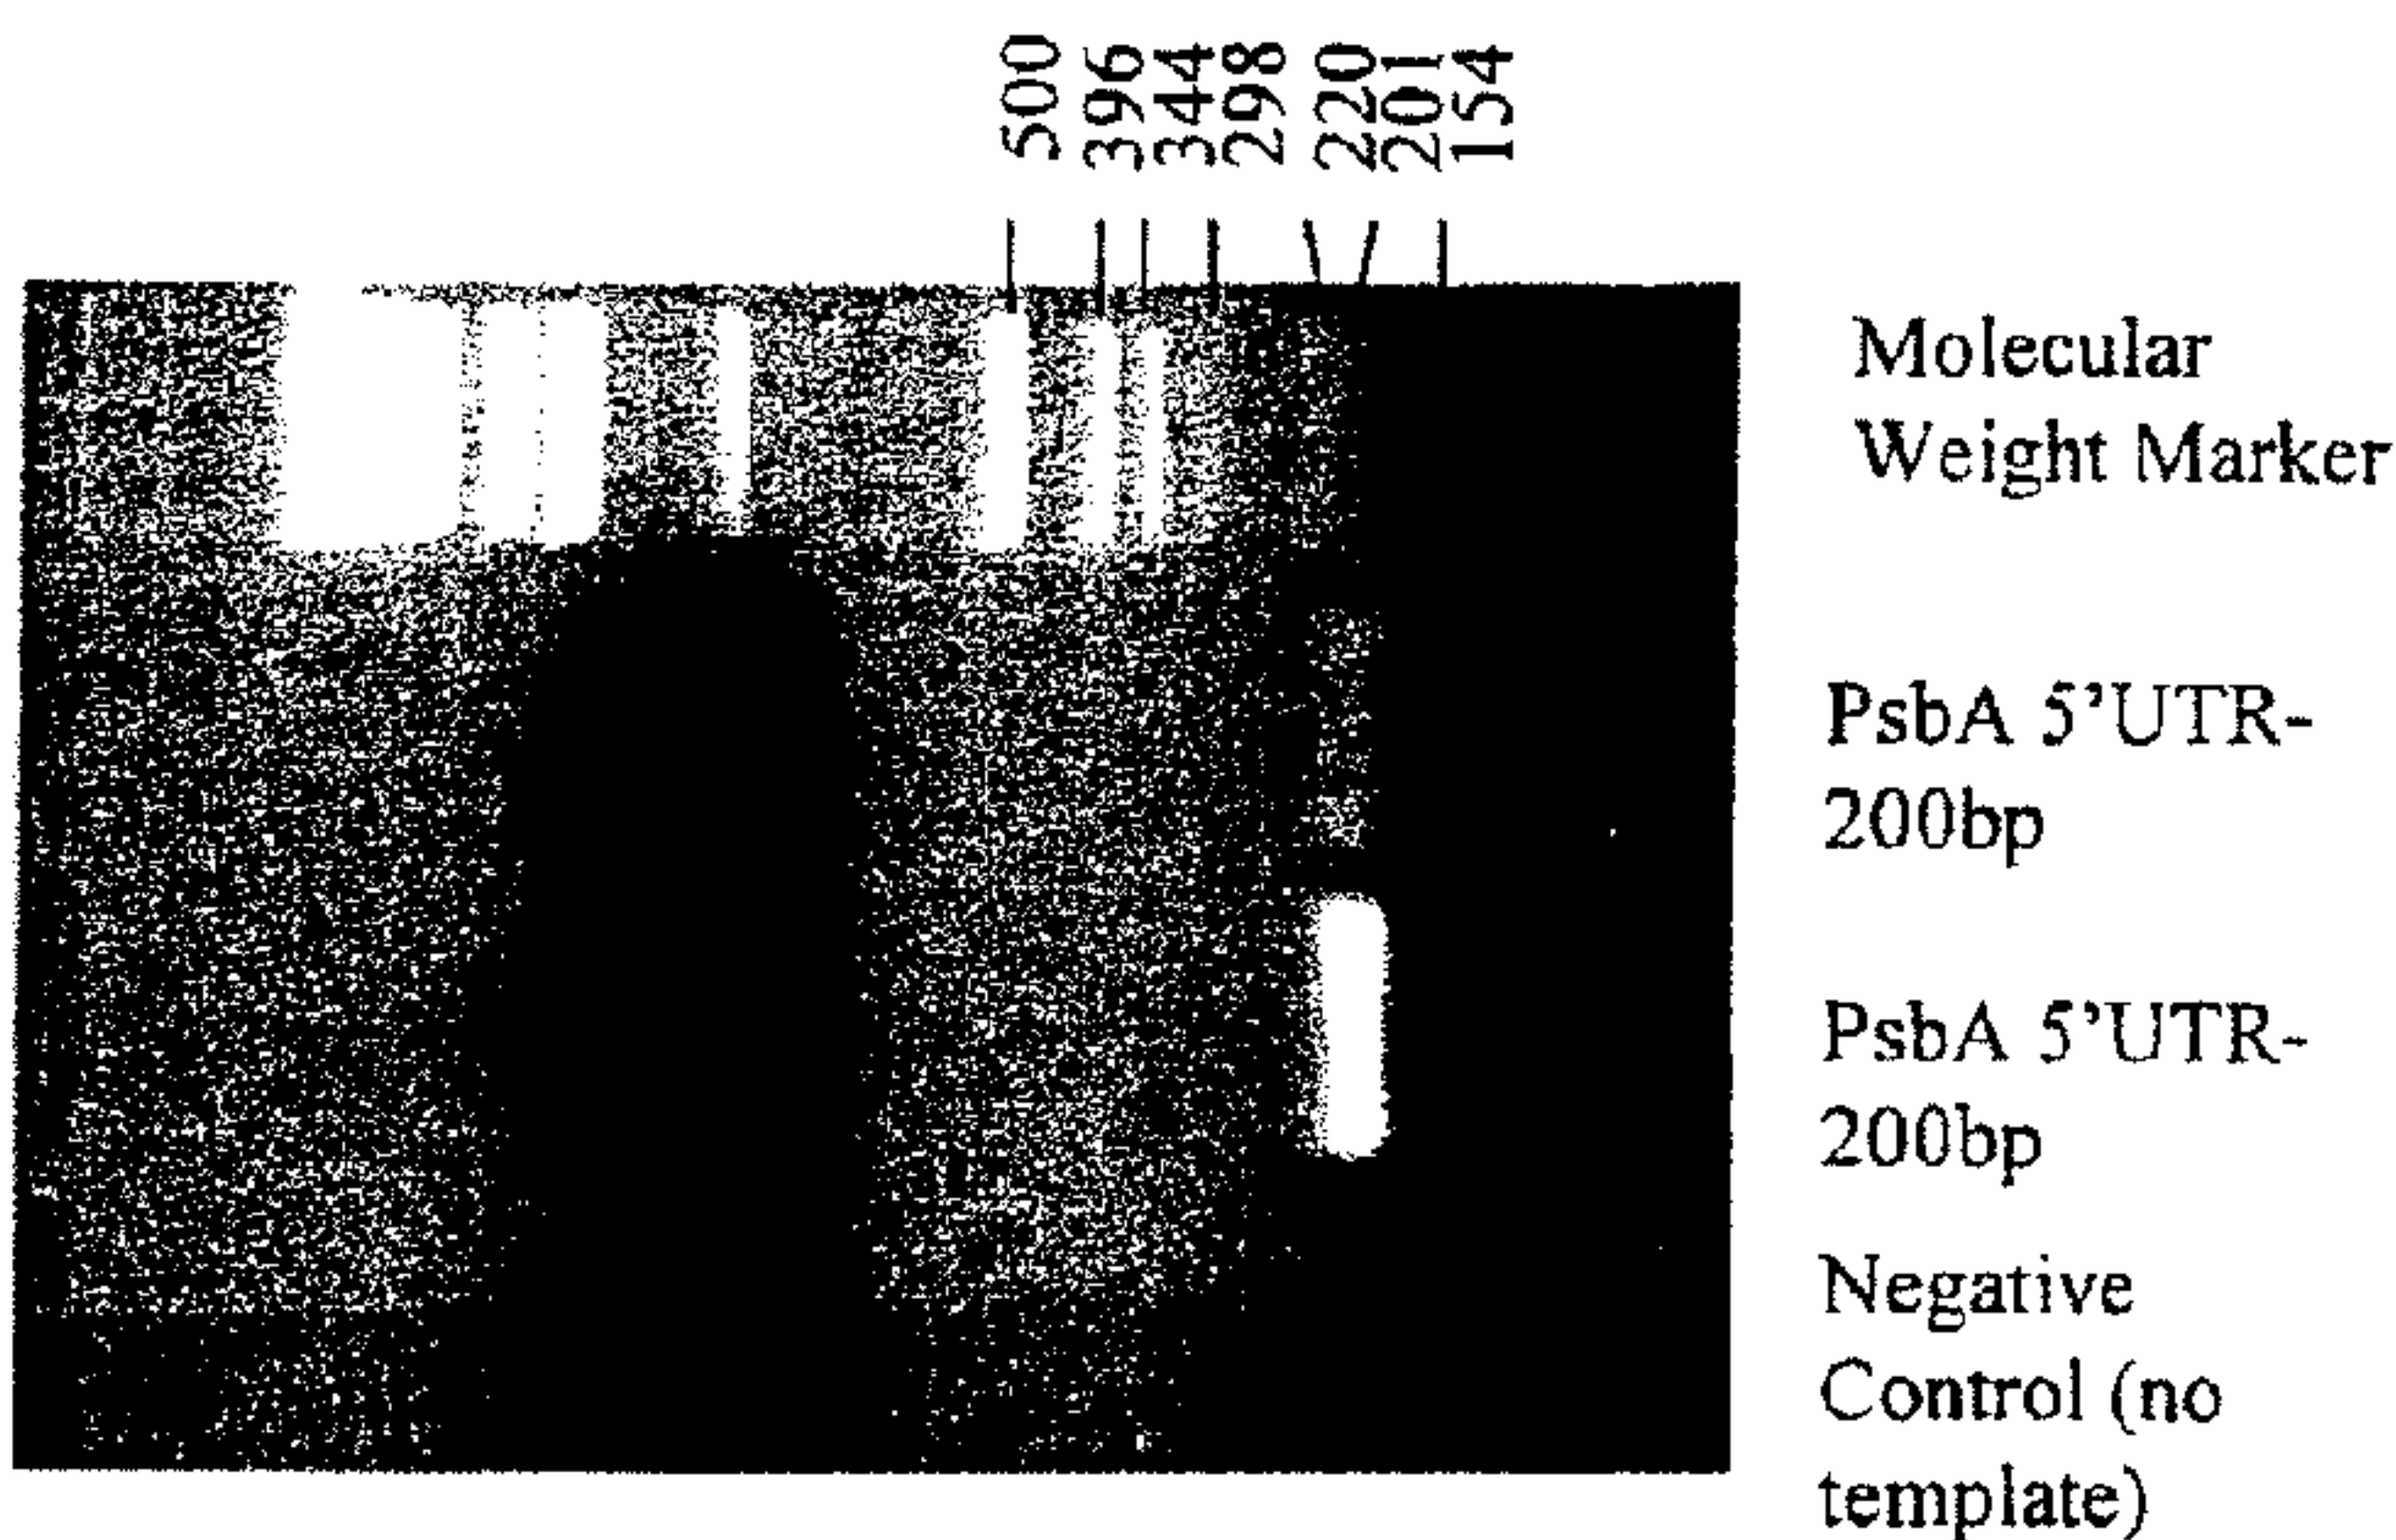 500
396
344
298
220
201
154
Molecular
Weight Marker
PsbA 5’UTR-
200bp
PsbA 5’UTR-
200bp
Negative
Control (no
template)